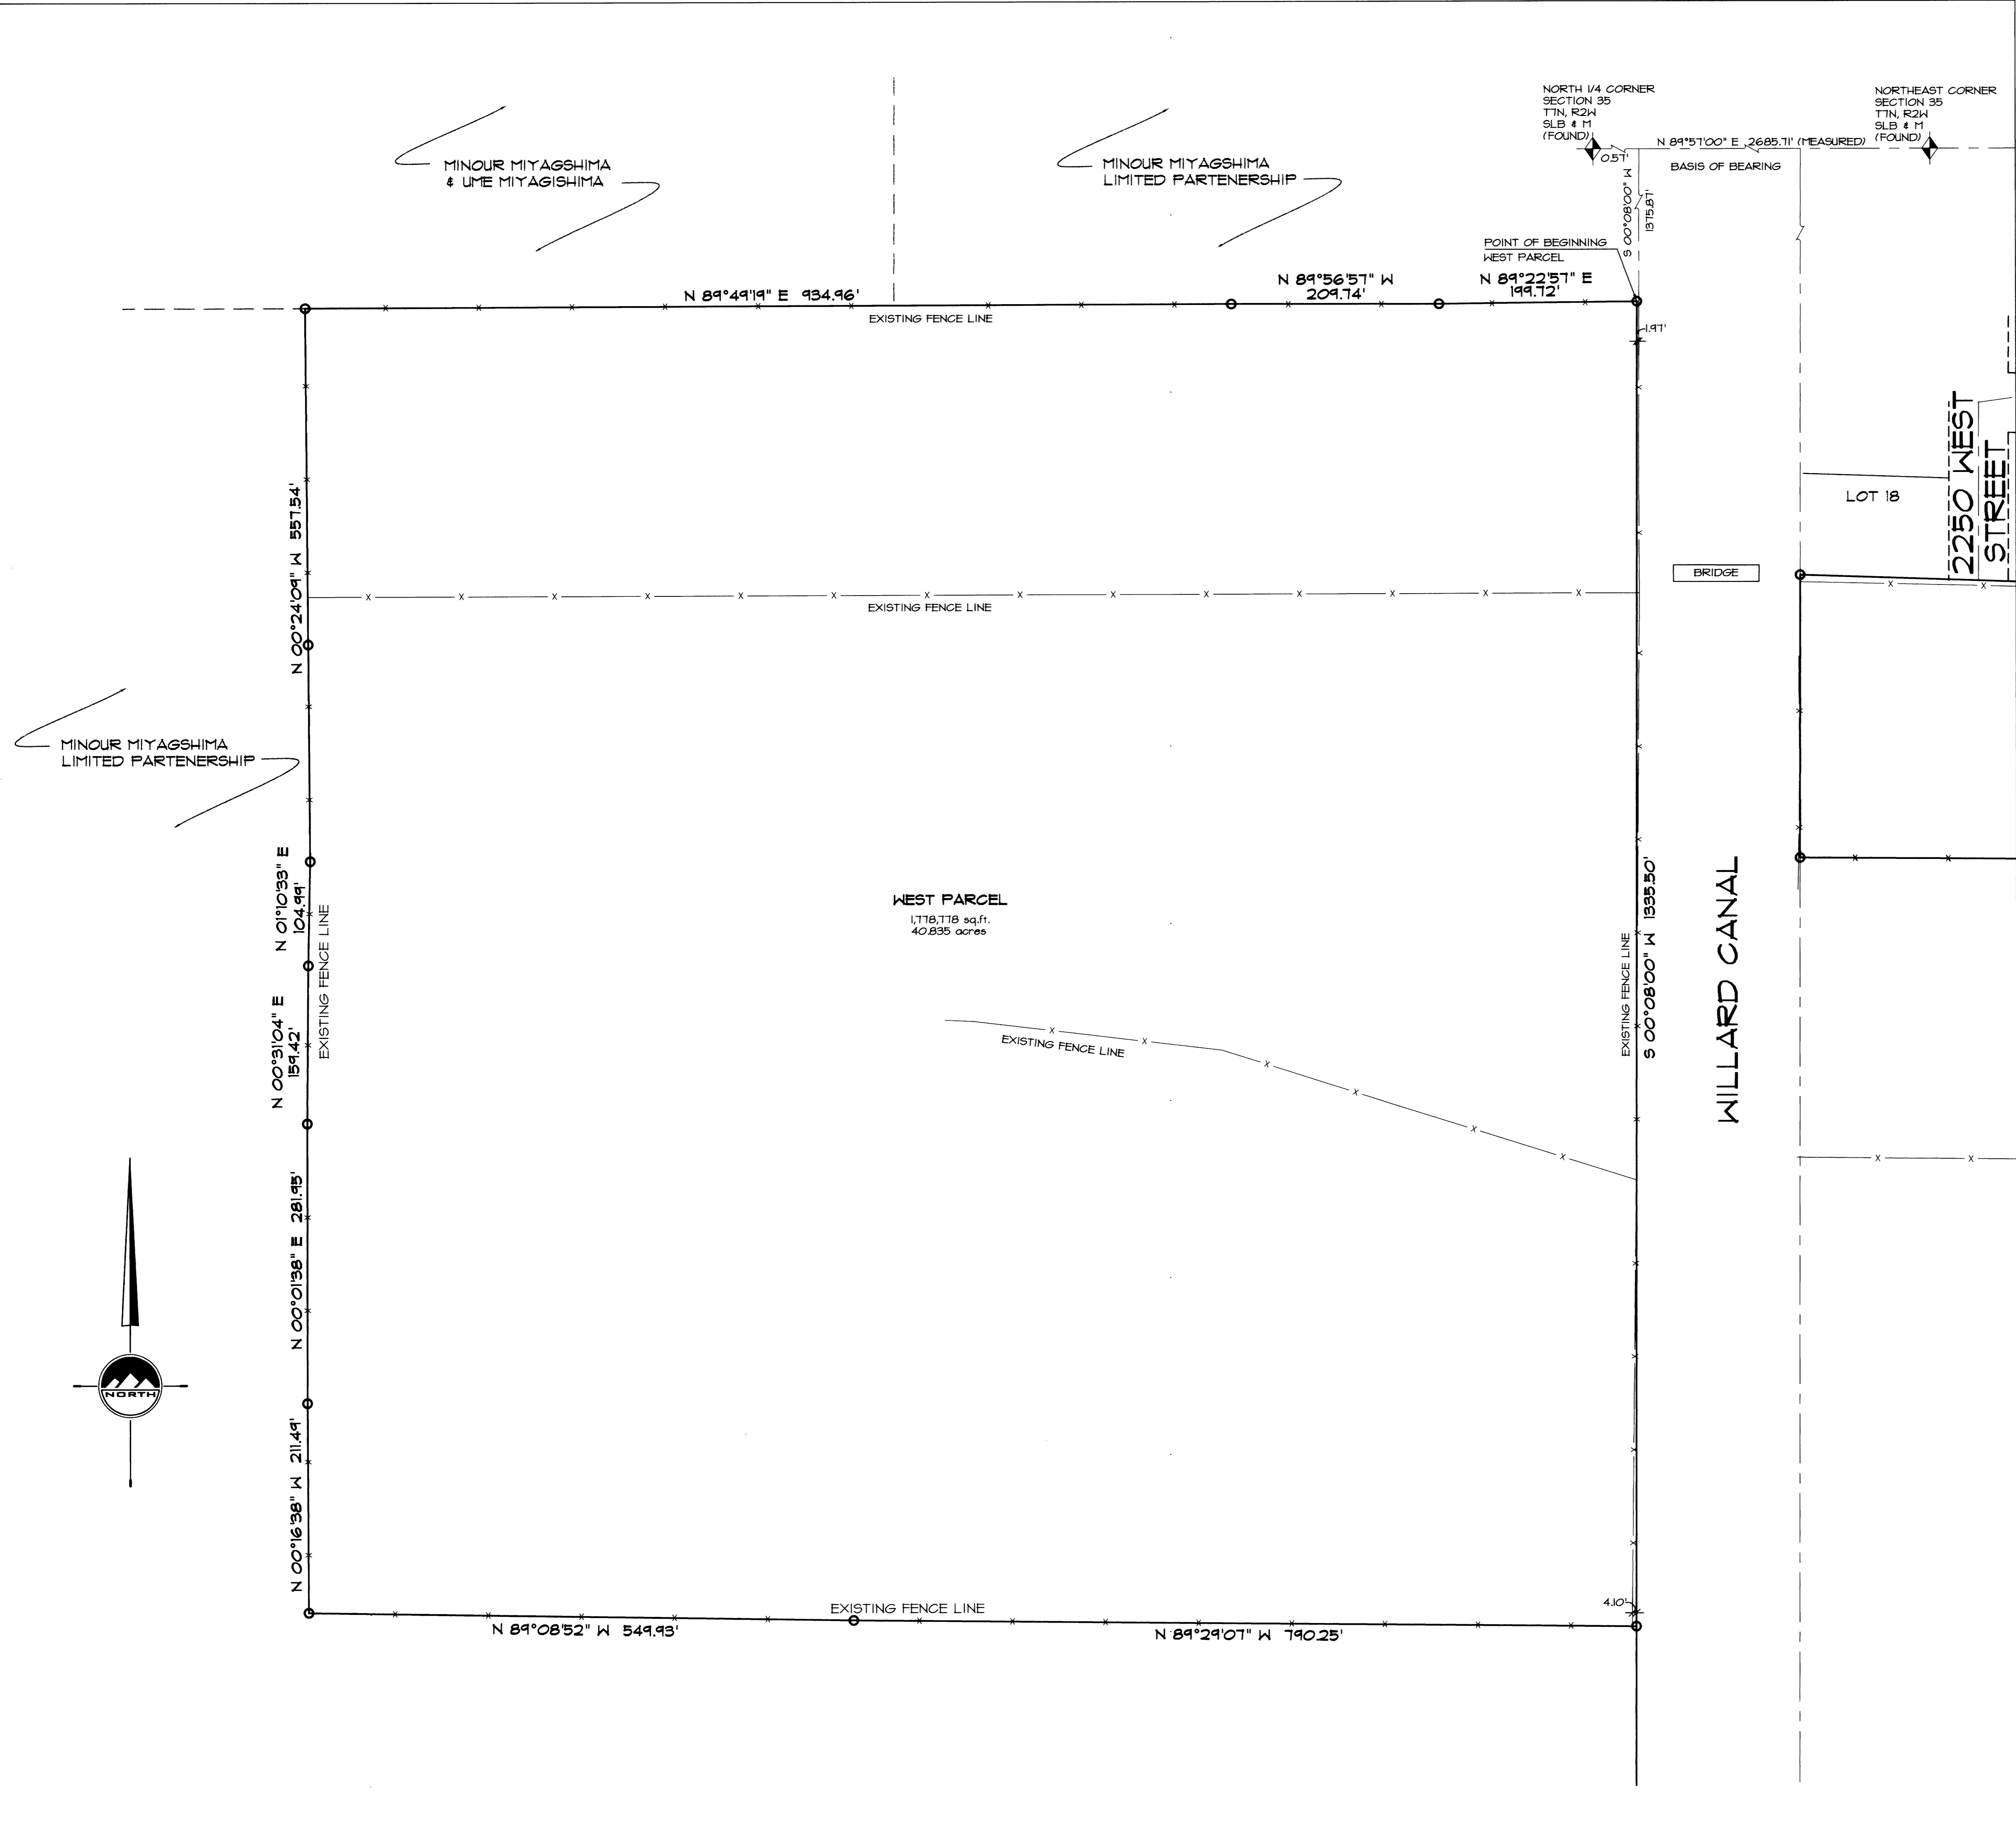 NORTH 1/4 CORNER
SECTION 35
T7N, R2W
SLB & M
(FOUND)
NORTHEAST CORNER
SECTION 35
T7N, R2W
SLB & M
(FOUND)
N 89°57'00" E 2685.71' (MEASURED)
BASIS OF BEARING
0.57'
S 00°08'00" W
1375.87'
MINOUR MIYAGSHIMA
& UME MIYAGISHIMA
MINOUR MIYAGSHIMA
LIMITED PARTENERSHIP
POINT OF BEGINNING
WEST PARCEL
N 89°49'19" E 934.96'
N 89°56'57" W
209.74'
N 89°22'57" E
199.72'
EXISTING FENCE LINE
1.97'
2250 WEST
STREET
LOT 18
BRIDGE
N 00°24'09" W 557.54'
EXISTING FENCE LINE
MINOUR MIYAGSHIMA
LIMITED PARTENERSHIP
N 01°10'33" E
104.99'
EXISTING FENCE LINE
N 00°31'04" E
159.42'
WEST PARCEL
1,778,778 sq.ft.
40.835 acres
EXISTING FENCE LINE
EXISTING FENCE LINE
S 00°08'00" W 1335.50'
WILLARD CANAL
N 00°01'38" E 281.95'
NORTH
N 00°16'38" W 211.49'
EXISTING FENCE LINE
4.10'
N 89°08'52" W 549.93'
N 89°29'07" W 790.25'